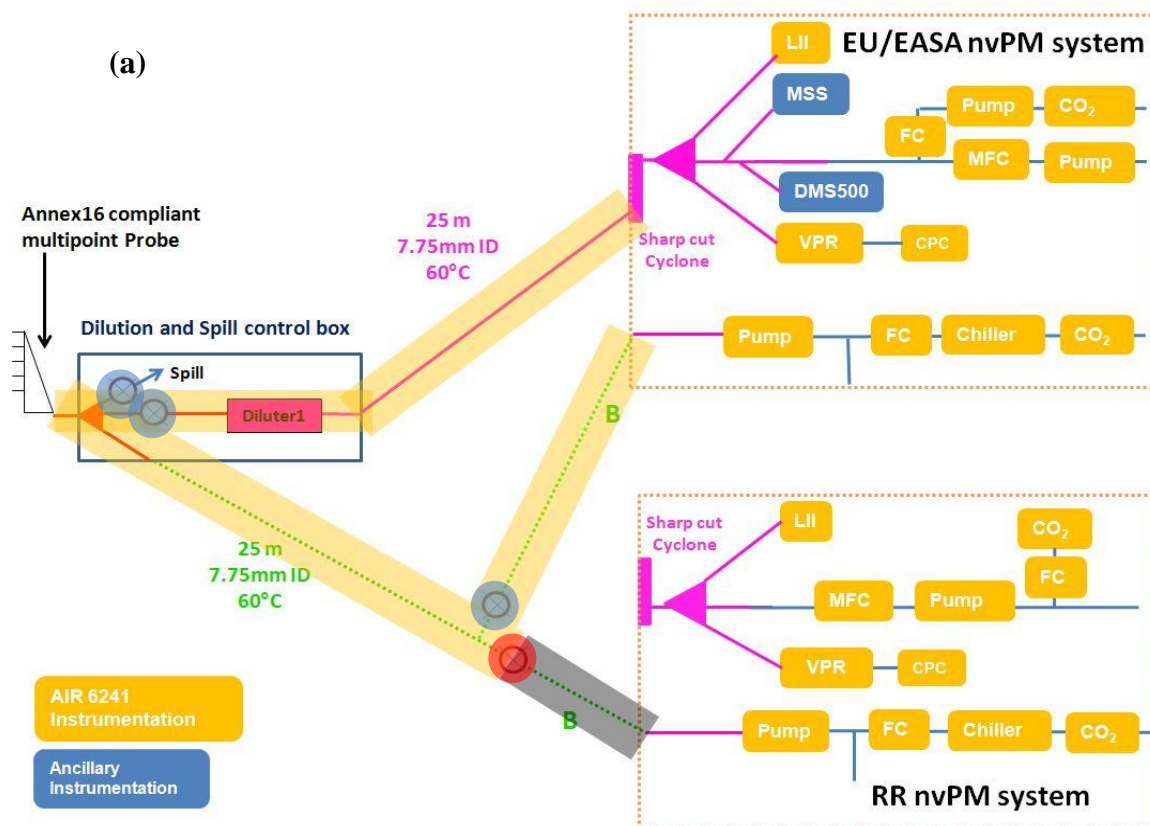 (a)
EU/EASA nvPM system
LII
MSS
Pump
CO₂
FC
MFC
Pump
DMS500
VPR
CPC
Sharp cut
Cyclone
Annex16 compliant
multipoint Probe
25 m
7.75mm ID
60°C
Dilution and Spill control box
Spill
Diluter1
Pump
FC
Chiller
CO₂
B
25 m
7.75mm ID
60°C
Sharp cut
Cyclone
LII
CO₂
FC
MFC
Pump
VPR
CPC
B
Pump
FC
Chiller
CO₂
RR nvPM system
AIR 6241
Instrumentation
Ancillary
Instrumentation